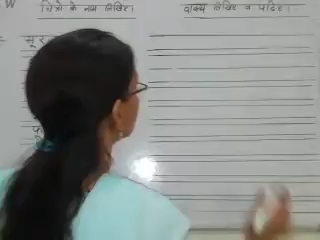 W
चित्रों के नाम लिखिए।
वाक्य लिखिए व पढिए।
सू